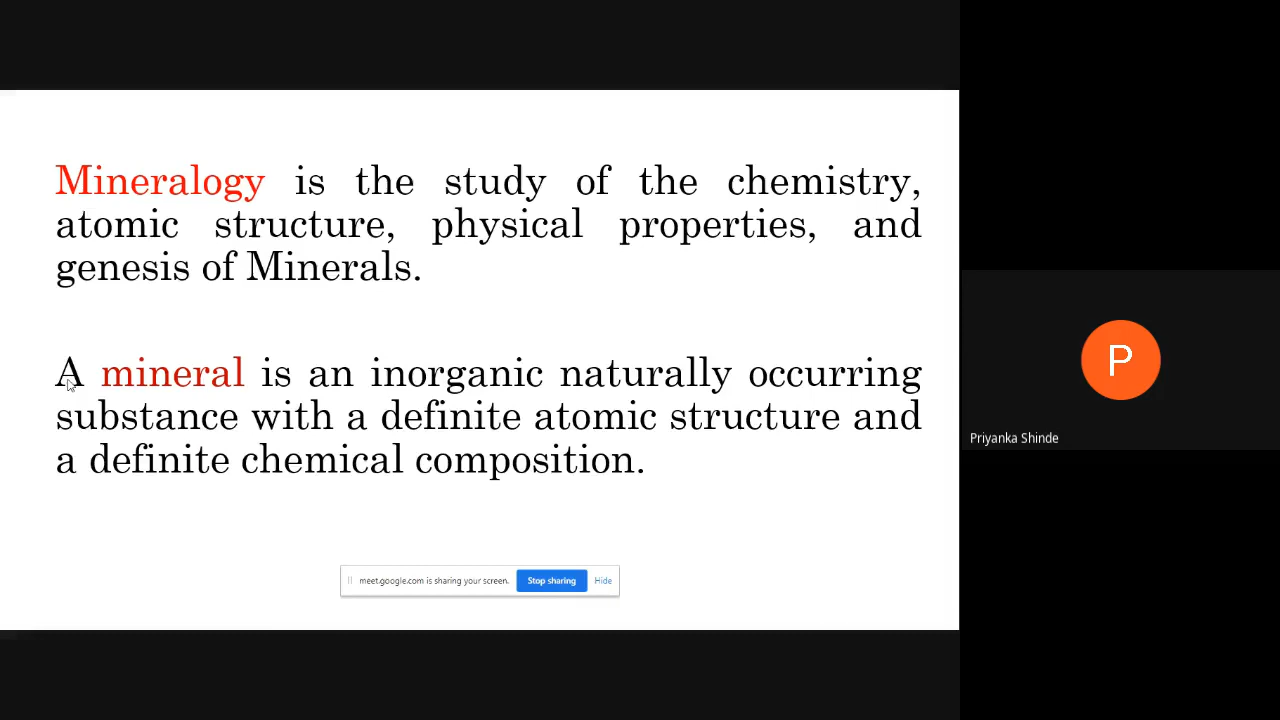 Mineralogy is the study of the chemistry,
atomic structure, physical properties, and
genesis of Minerals.
A mineral is an inorganic naturally occurring
substance with a definite atomic structure and
a definite chemical composition.
meet.google.com is sharing your screen. Stop sharing Hide
P
Priyanka Shinde